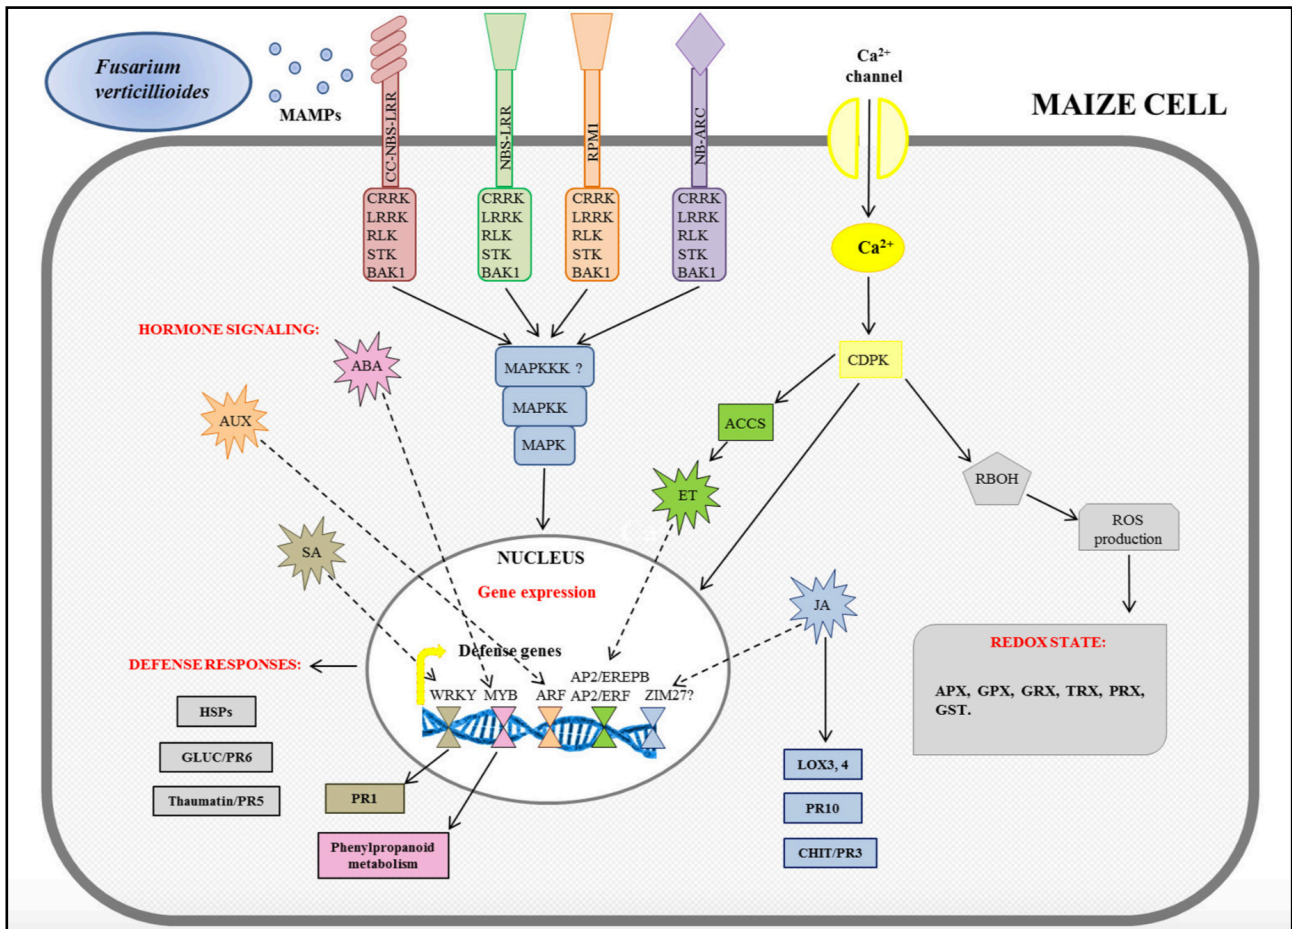 Fusarium
verticillioides
MAMPs
CC-NBS-LRR
NBS-LRR
RPM1
NB-ARC
Ca²⁺
channel
MAIZE CELL
CRRK
LRRK
RLK
STK
BAK1
CRRK
LRRK
RLK
STK
BAK1
CRRK
LRRK
RLK
STK
BAK1
CRRK
LRRK
RLK
STK
BAK1
Ca²⁺
HORMONE SIGNALING:
ABA
AUX
SA
MAPKKK ?
MAPKK
MAPK
CDPK
ACCS
ET
RBOH
ROS
production
JA
NUCLEUS
Gene expression
Defense genes
AP2/EREPB
WRKY MYB ARF AP2/ERF ZIM27?
REDOX STATE:
APX, GPX, GRX, TRX, PRX,
GST.
DEFENSE RESPONSES:
HSPs
GLUC/PR6
Thaumatin/PR5
PR1
Phenylpropanoid
metabolism
LOX3, 4
PR10
CHIT/PR3